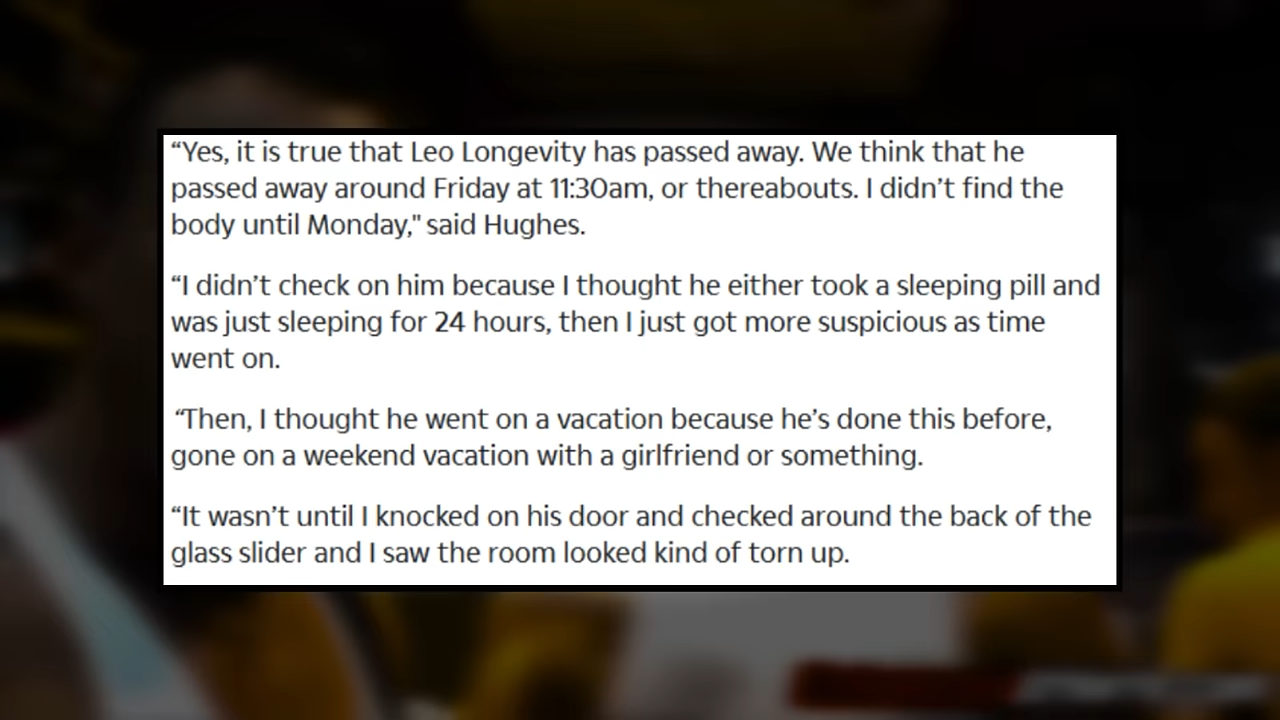 “Yes, it is true that Leo Longevity has passed away. We think that he
passed away around Friday at 11:30am, or thereabouts. I didn’t find the
body until Monday," said Hughes.
“I didn’t check on him because I thought he either took a sleeping pill and
was just sleeping for 24 hours, then I just got more suspicious as time
went on.
“Then, I thought he went on a vacation because he’s done this before,
gone on a weekend vacation with a girlfriend or something.
“It wasn’t until I knocked on his door and checked around the back of the
glass slider and I saw the room looked kind of torn up.